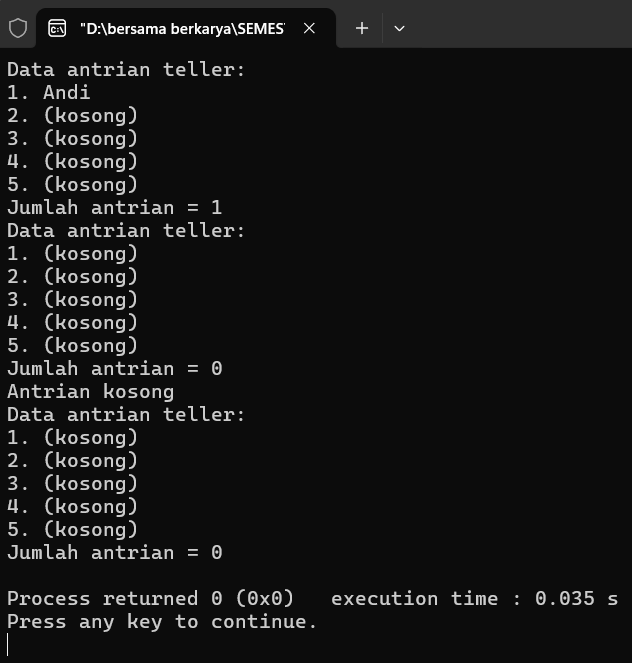 "D:\bersama berkarya\SEMES
Data antrian teller:
1. Andi
2. (kosong)
3. (kosong)
4. (kosong)
5. (kosong)
Jumlah antrian = 1
Data antrian teller:
1. (kosong)
2. (kosong)
3. (kosong)
4. (kosong)
5. (kosong)
Jumlah antrian = 0
Antrian kosong
Data antrian teller:
1. (kosong)
2. (kosong)
3. (kosong)
4. (kosong)
5. (kosong)
Jumlah antrian = 0
Process returned 0 (0x0)   execution time : 0.035 s
Press any key to continue.